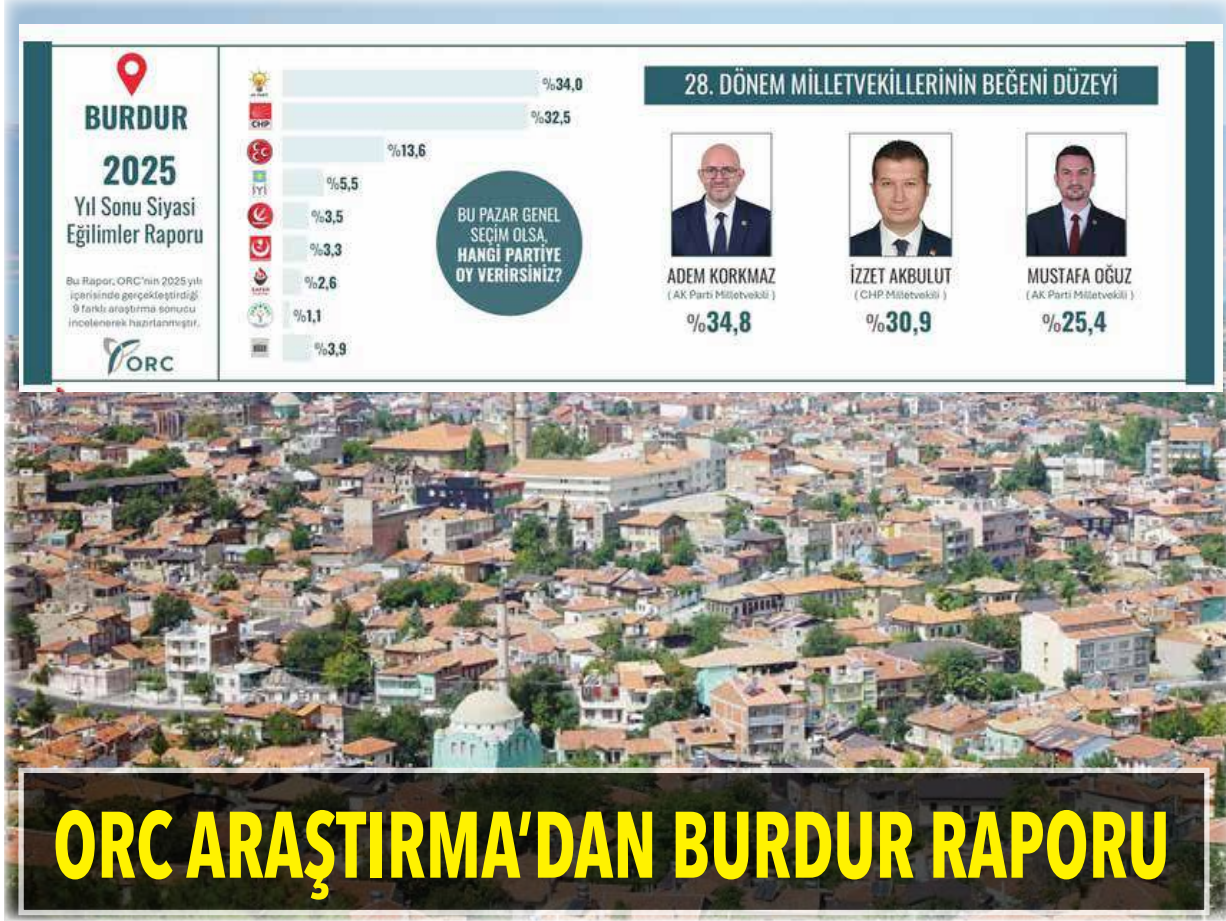 BURDUR
2025
Yıl Sonu Siyasi
Eğilimler Raporu
Bu Rapor, ORC'nin 2025 yılı
içerisinde gerçekleştirdiği
9 farklı araştırma sonucu
incelenerek hazırlanmıştır.
ORC
AK PARTİ
%34,0
CHP
%32,5
%13,6
İYİ
%5,5
%3,5
%3,3
ZAFER
%2,6
%1,1
%3,9
BU PAZAR GENEL
SEÇİM OLSA,
HANGİ PARTİYE
OY VERİRSİNİZ?
28. DÖNEM MİLLETVEKİLLERİNİN BEĞENİ DÜZEYİ
ADEM KORKMAZ
( AK Parti Milletvekili )
%34,8
İZZET AKBULUT
( CHP Milletvekili )
%30,9
MUSTAFA OĞUZ
( AK Parti Milletvekili )
%25,4
ORC ARAŞTIRMA'DAN BURDUR RAPORU